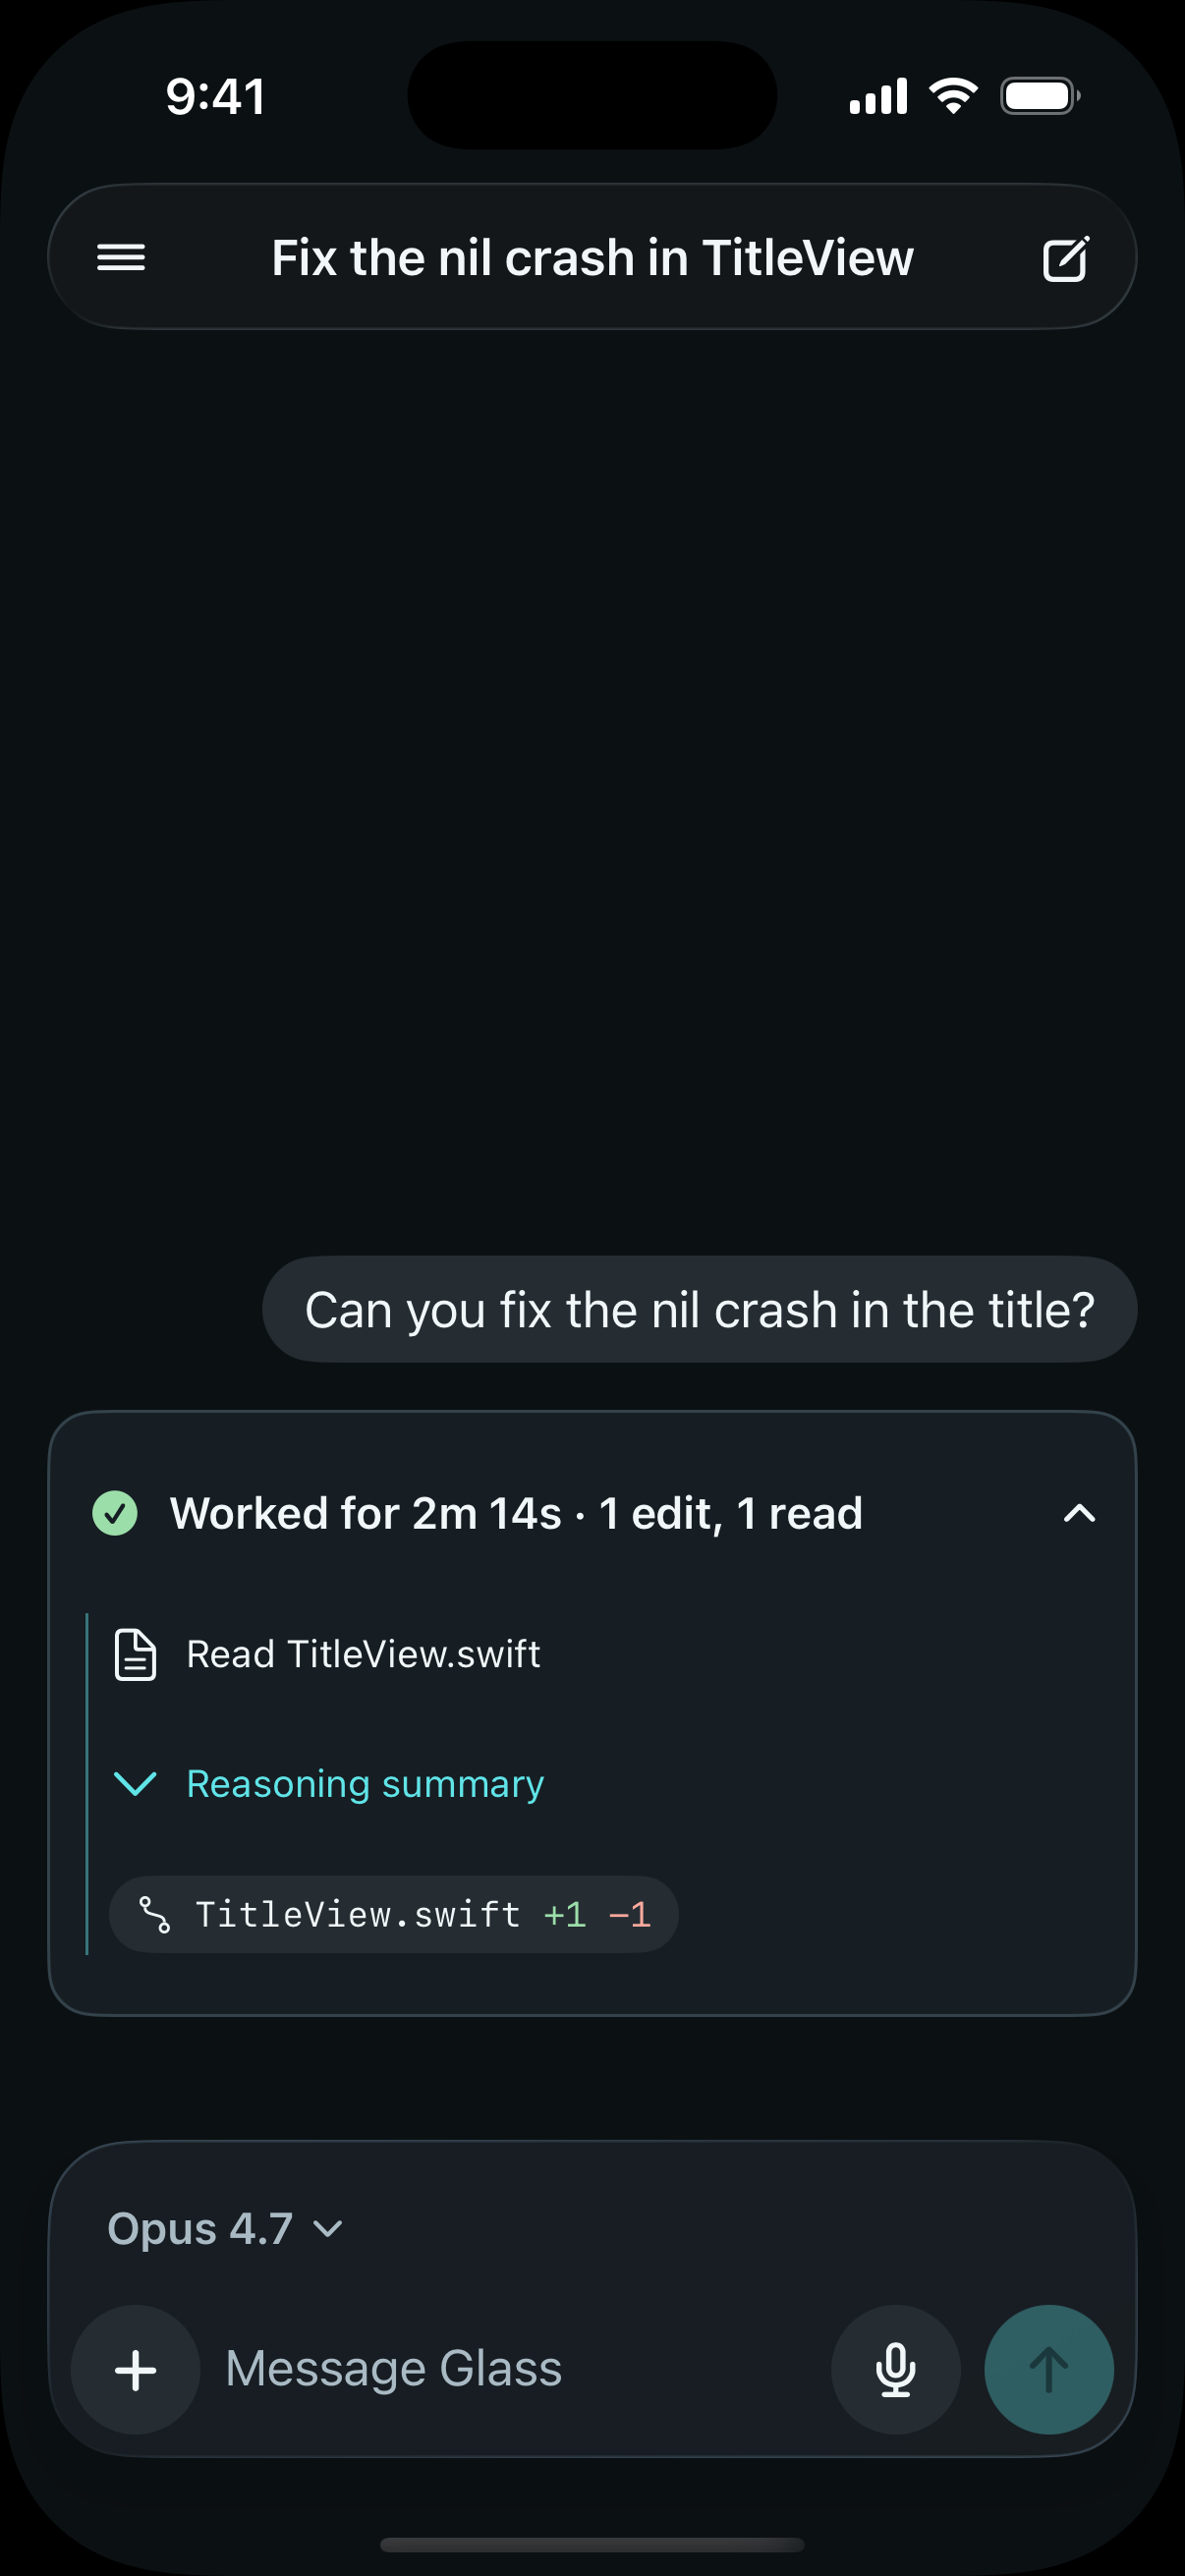 9:41
Fix the nil crash in TitleView
Can you fix the nil crash in the title?
Worked for 2m 14s · 1 edit, 1 read
Read TitleView.swift
Reasoning summary
TitleView.swift +1 −1
Opus 4.7
Message Glass